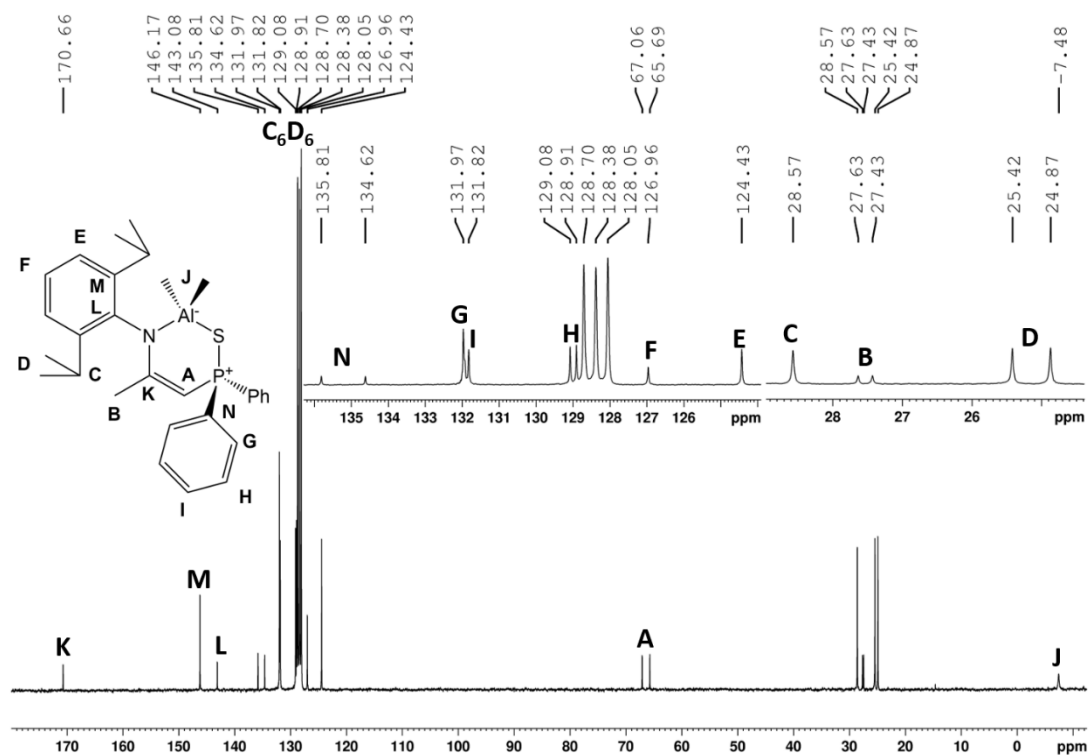 170.66
146.17
143.08
135.81
134.62
131.97
131.82
129.08
128.91
128.70
128.38
128.05
126.96
124.43
67.06
65.69
28.57
27.63
27.43
25.42
24.87
-7.48
C6D6
135.81
134.62
131.97
131.82
129.08
128.91
128.70
128.38
128.05
126.96
124.43
28.57
27.63
27.43
25.42
24.87
E
F
M
J
L
Al-
N
S
D
C
K
A
P+
Ph
B
N
G
H
I
N
G
I
H
F
E
C
B
D
135 134 133 132 131 130 129 128 127 126 ppm
28 27 26 25 ppm
K
M
L
A
J
170 160 150 140 130 120 110 100 90 80 70 60 50 40 30 20 10 0 ppm